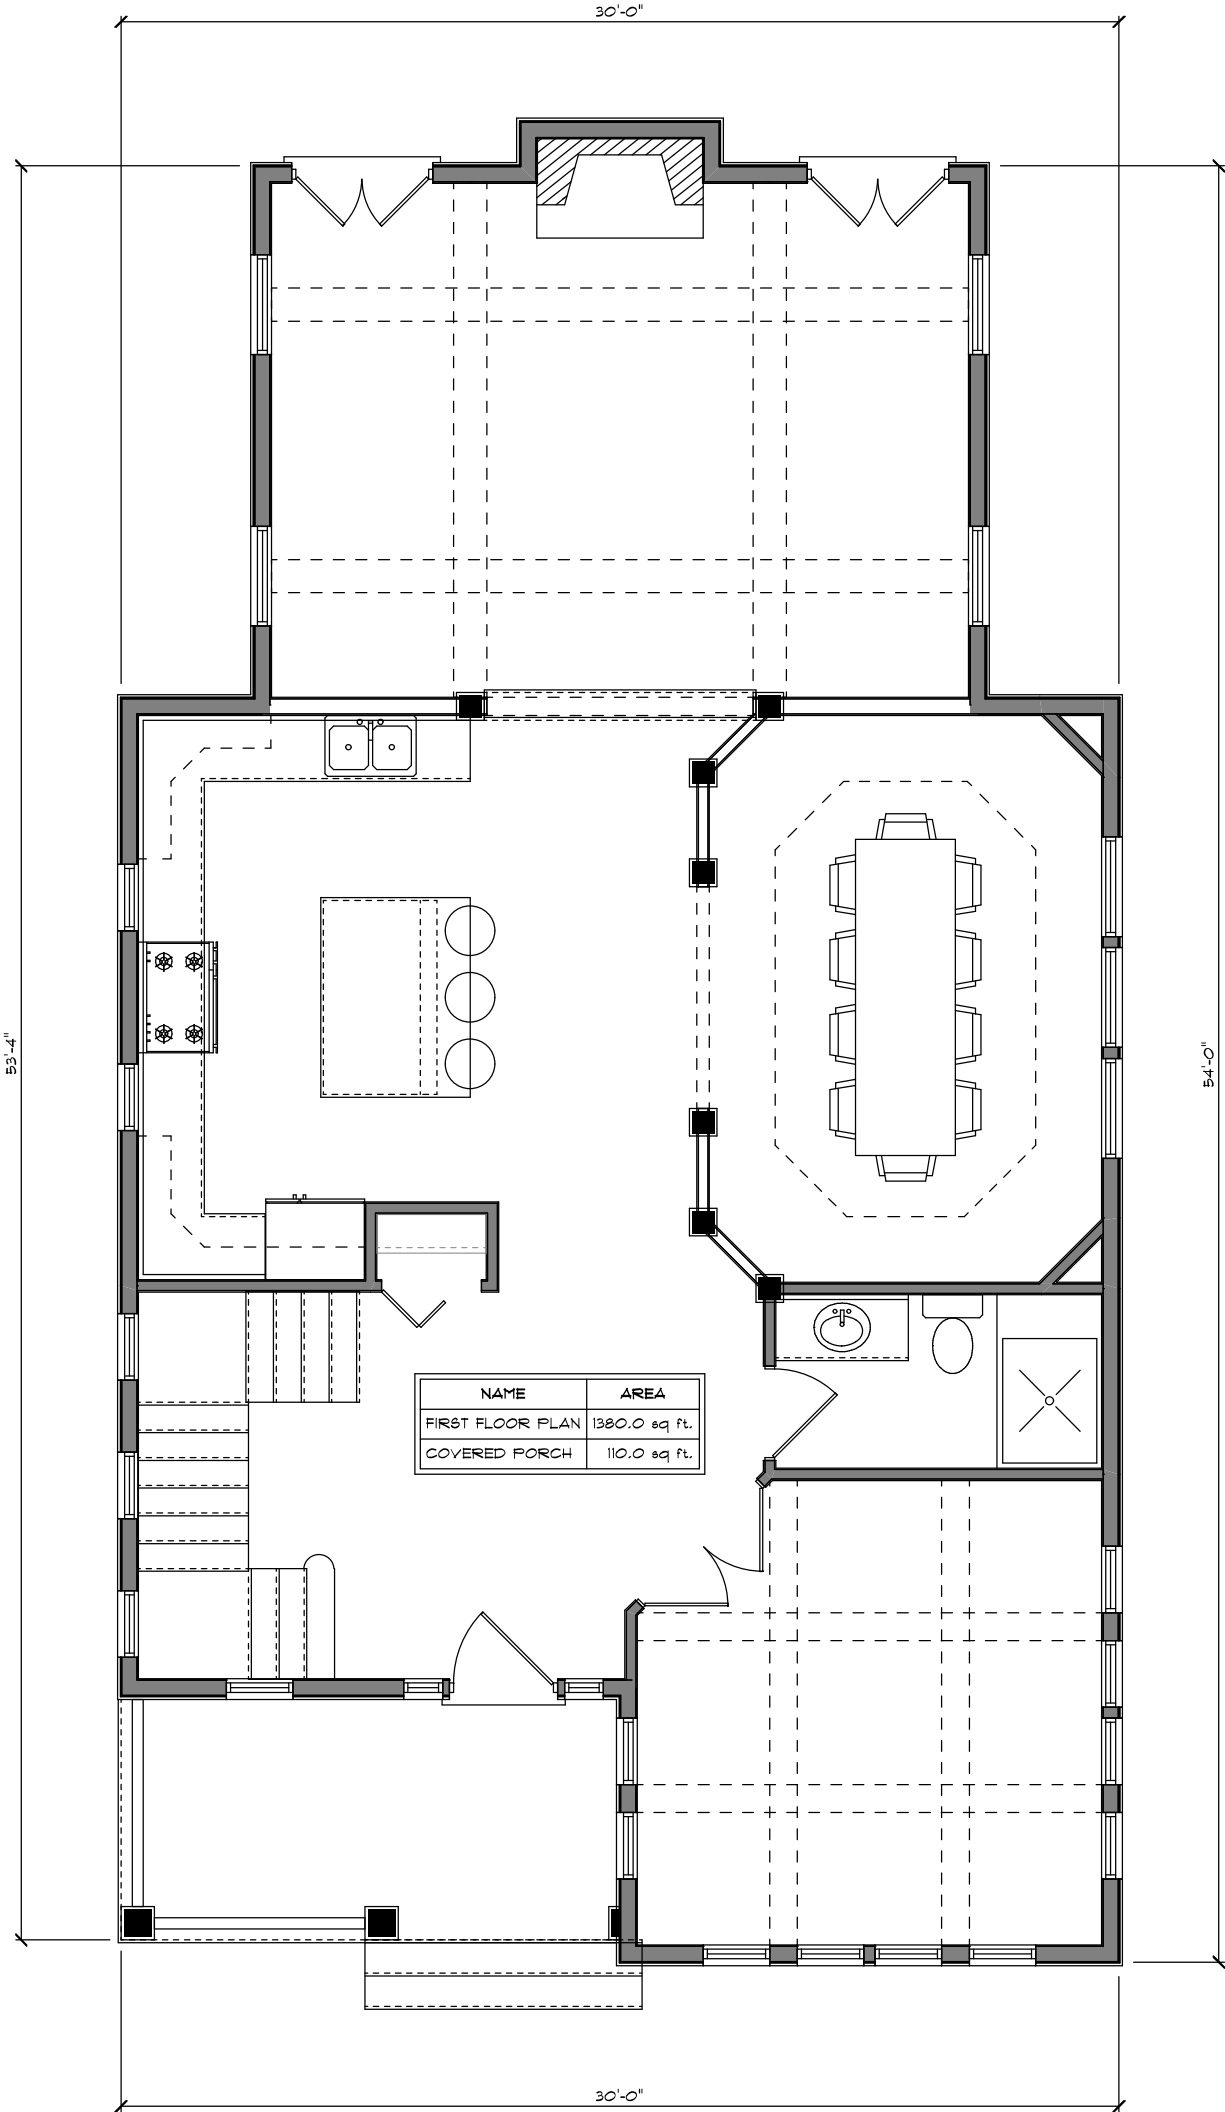 30'-0"
53'-4"
54'-0"
NAME AREA
FIRST FLOOR PLAN 1380.0 sq ft.
COVERED PORCH 110.0 sq ft.
30'-0"